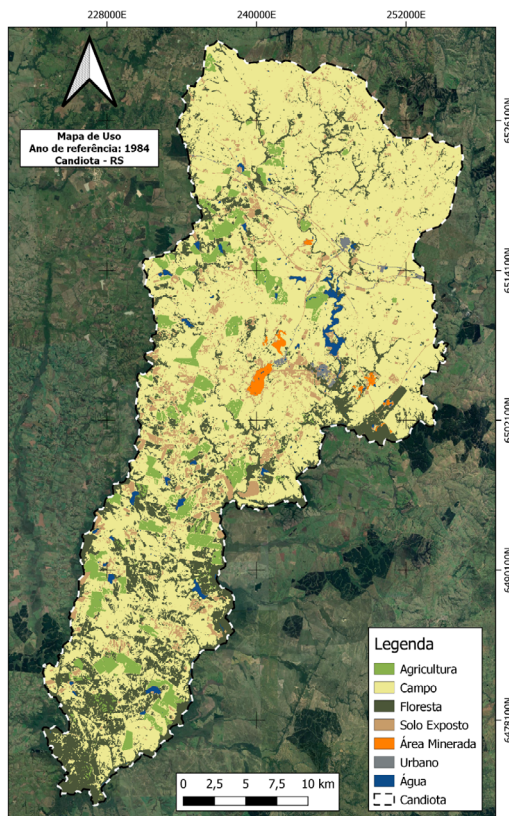 228000E
240000E
252000E
Mapa de Uso
Ano de referência: 1984
Candiota - RS
6526100N
6514100N
6502100N
6490100N
6478100N
Legenda
Agricultura
Campo
Floresta
Solo Exposto
Área Minerada
Urbano
Água
Candiota
0 2,5 5 7,5 10 km